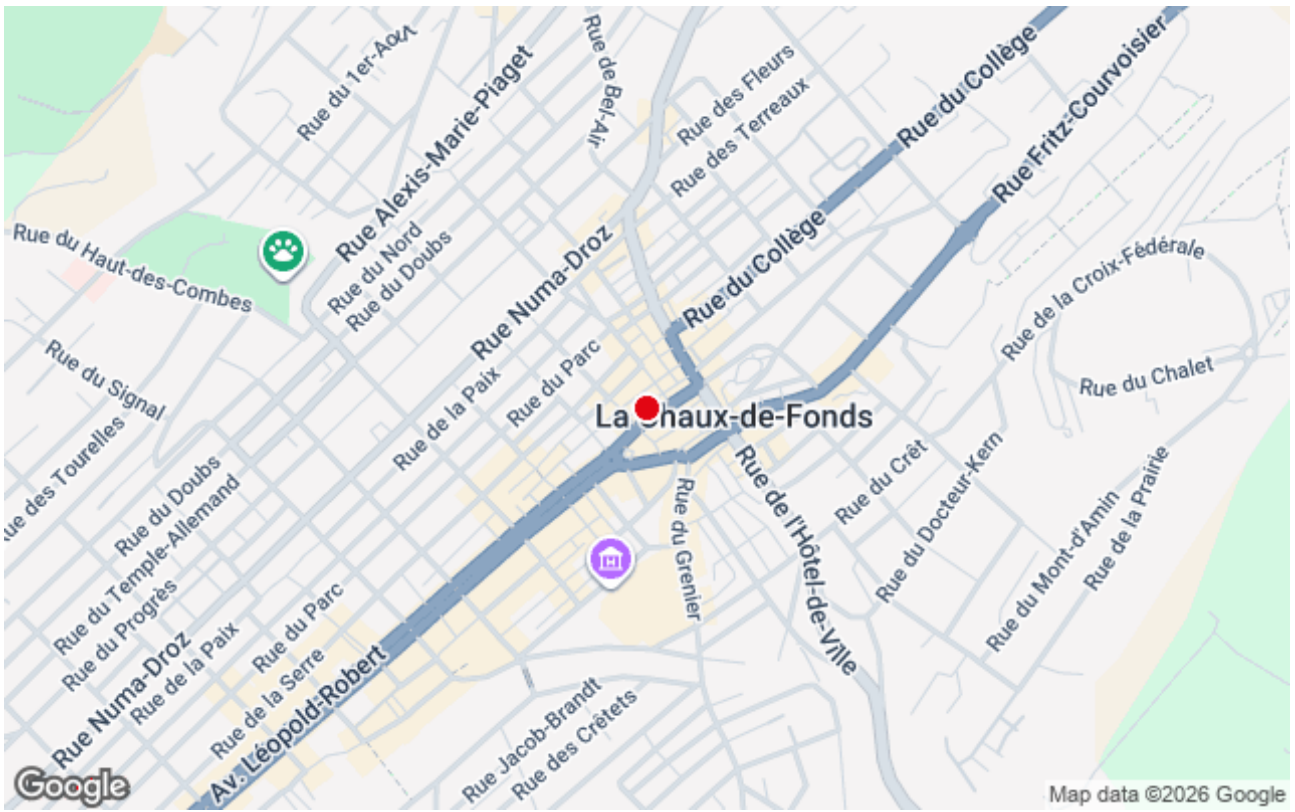 Rue du 1er-Août
Rue Alexis-Marie-Piaget
Rue de Bel-Air
Rue des Fleurs
Rue des Terreaux
Rue du Collège
Rue Fritz-Courvoisier
Rue du Haut-des-Combes
Rue du Nord
Rue du Doubs
Rue Numa-Droz
Rue du Collège
Rue de la Croix-Fédérale
Rue du Signal
Rue du Parc
Rue de la Paix
Rue du Chalet
La Chaux-de-Fonds
Rue des Tourelles
Rue du Doubs
Rue du Temple-Allemand
Rue du Progrès
Rue Numa-Droz
Rue de la Paix
Rue du Parc
Rue de la Serre
Av. Léopold-Robert
Rue du Grenier
Rue de l'Hôtel-de-Ville
Rue du Crêt
Rue du Docteur-Kern
Rue du Mont-d'Amin
Rue de la Prairie
Rue Jacob-Brandt
Rue des Crêtets
Google
Map data ©2026 Google